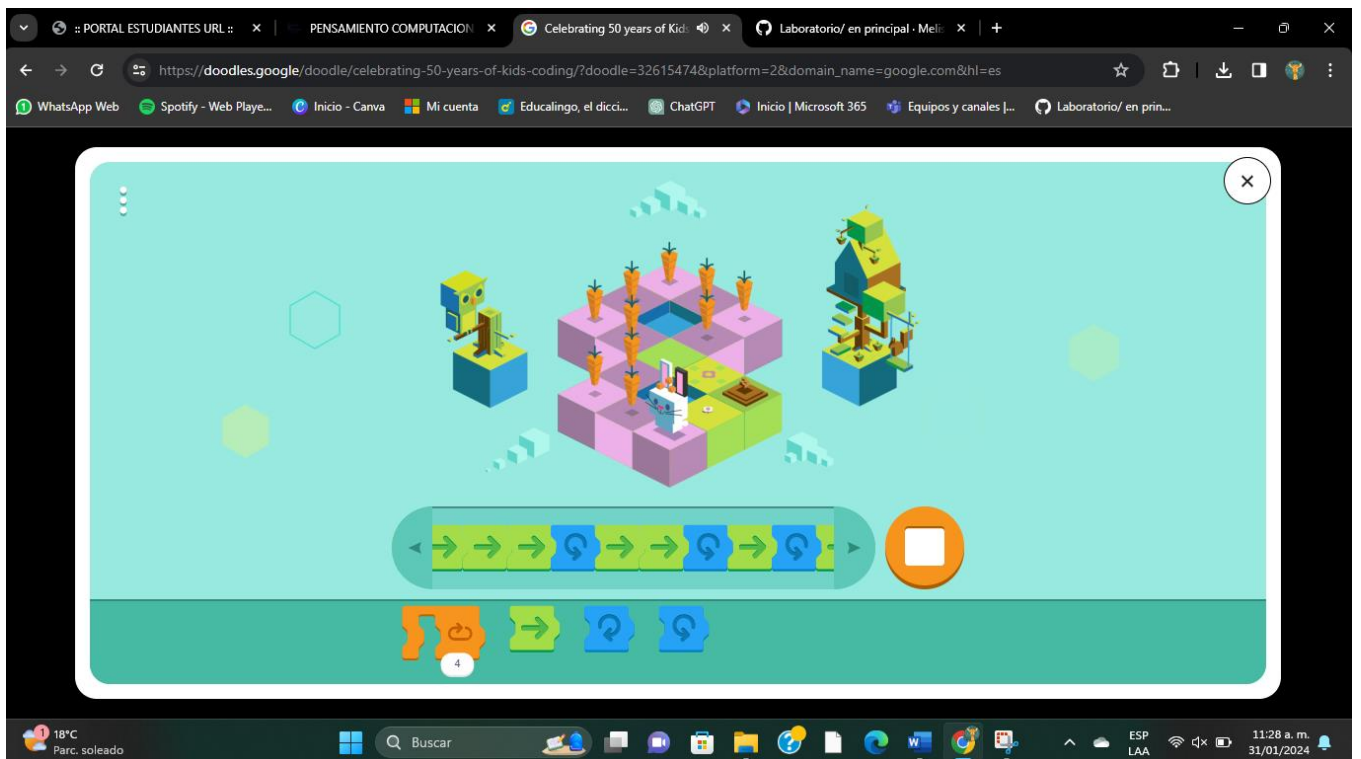 :: PORTAL ESTUDIANTES URL ::
PENSAMIENTO COMPUTACION
Celebrating 50 years of Kids
Laboratorio/ en principal · Melis
https://doodles.google/doodle/celebrating-50-years-of-kids-coding/?doodle=32615474&platform=2&domain_name=google.com&hl=es
WhatsApp Web
Spotify - Web Playe...
Inicio - Canva
Mi cuenta
Educalingo, el dicci...
ChatGPT
Inicio | Microsoft 365
Equipos y canales |...
Laboratorio/ en prin...
4
1
18°C
Parc. soleado
Buscar
ESP
LAA
11:28 a. m.
31/01/2024